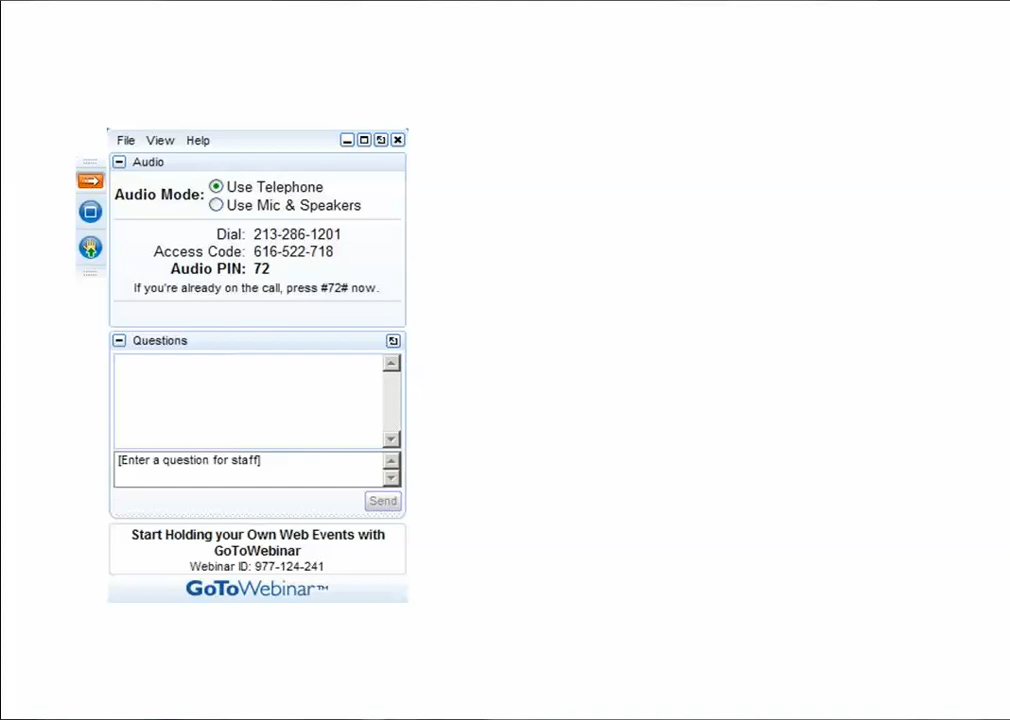 File View Help
Audio
Audio Mode: Use Telephone
Use Mic & Speakers
Dial: 213-286-1201
Access Code: 616-522-718
Audio PIN: 72
If you're already on the call, press #72# now.
Questions
[Enter a question for staff]
Send
Start Holding your Own Web Events with
GoToWebinar
Webinar ID: 977-124-241
GoToWebinar™